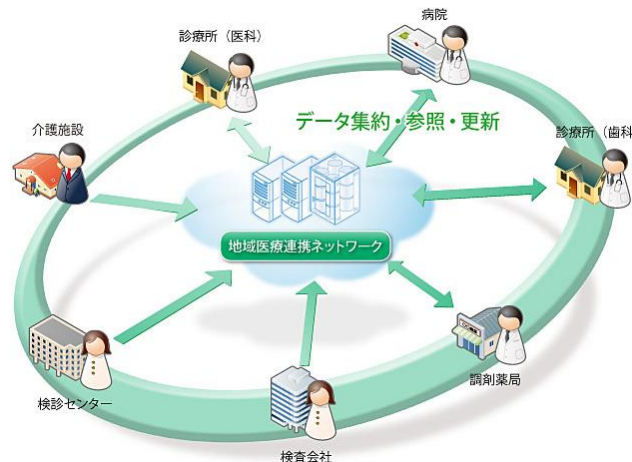 病院
診療所（医科）
データ集約・参照・更新
介護施設
診療所（歯科
地域医療連携ネットワーク
調剤薬局
検診センター
検査会社